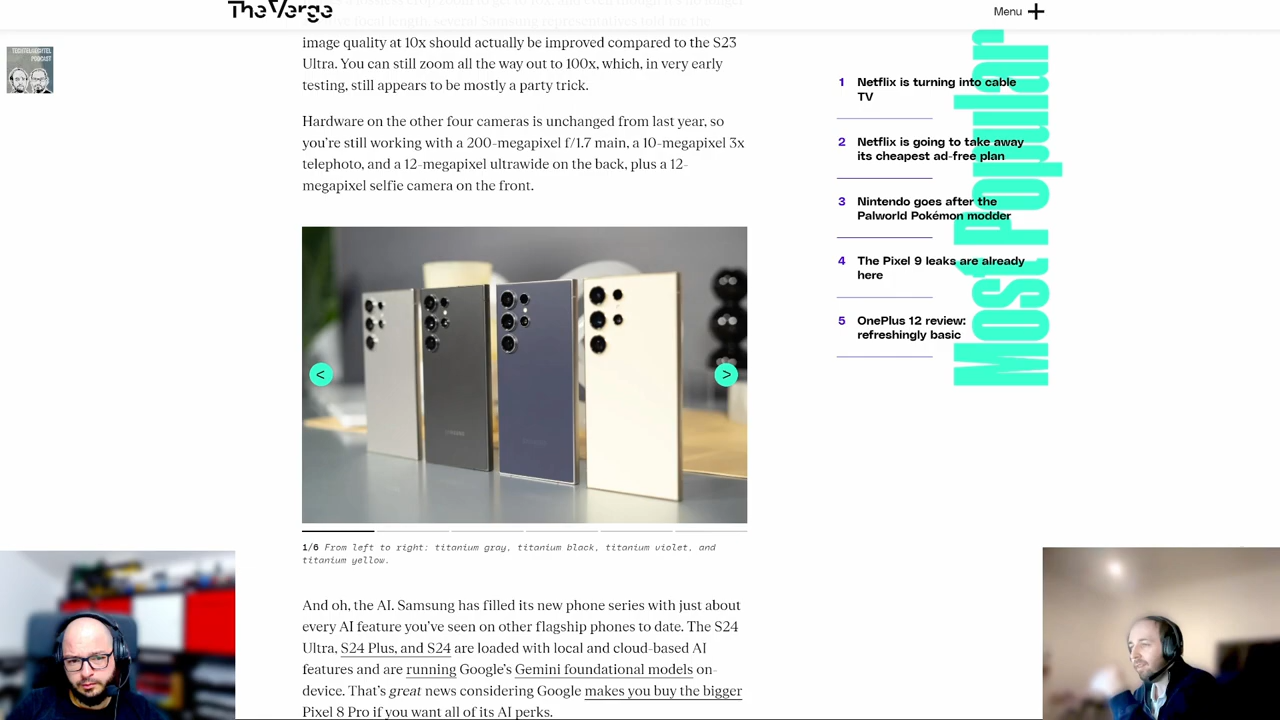 The Verge
Menu
TECHTELMECHTEL
PODCAST
image quality at 10x should actually be improved compared to the S23
Ultra. You can still zoom all the way out to 100x, which, in very early
testing, still appears to be mostly a party trick.
Hardware on the other four cameras is unchanged from last year, so
you’re still working with a 200-megapixel f/1.7 main, a 10-megapixel 3x
telephoto, and a 12-megapixel ultrawide on the back, plus a 12-
megapixel selfie camera on the front.
< >
1/6 From left to right: titanium gray, titanium black, titanium violet, and
titanium yellow.
And oh, the AI. Samsung has filled its new phone series with just about
every AI feature you’ve seen on other flagship phones to date. The S24
Ultra, S24 Plus, and S24 are loaded with local and cloud-based AI
features and are running Google’s Gemini foundational models on-
device. That’s great news considering Google makes you buy the bigger
Pixel 8 Pro if you want all of its AI perks.
Most Popular
1 Netflix is turning into cable
TV
2 Netflix is going to take away
its cheapest ad-free plan
3 Nintendo goes after the
Palworld Pokémon modder
4 The Pixel 9 leaks are already
here
5 OnePlus 12 review:
refreshingly basic